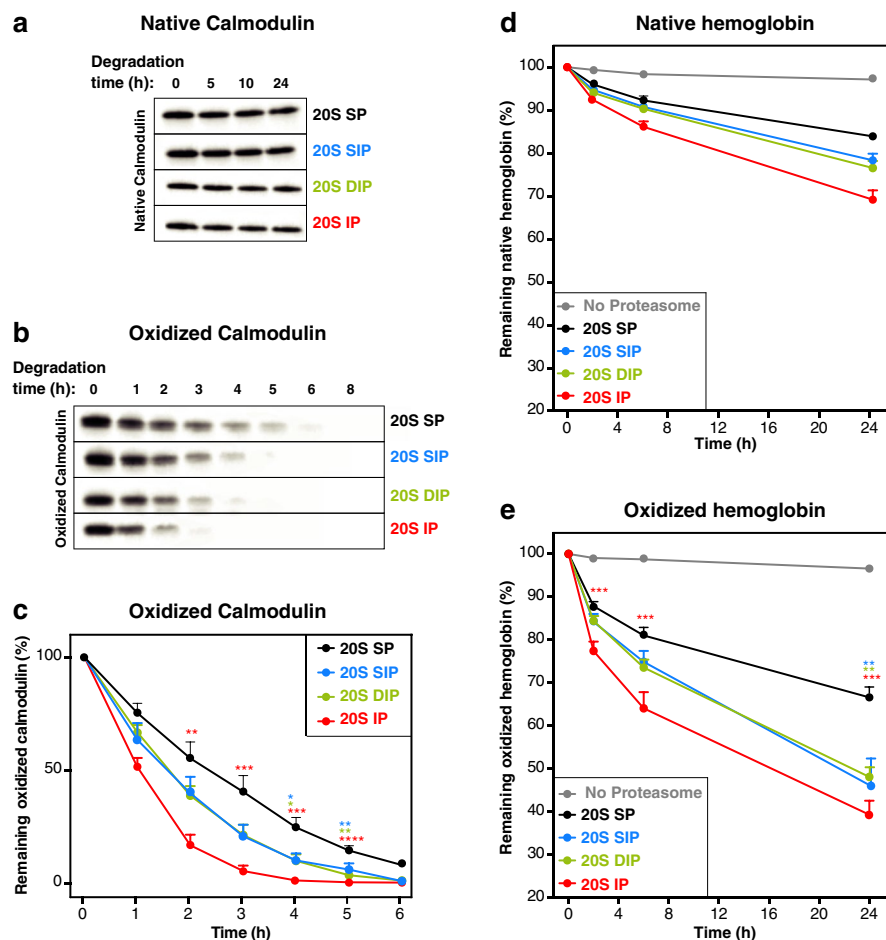 a
Native Calmodulin
Degradation
time (h): 0 5 10 24
Native Calmodulin
20S SP
20S SIP
20S DIP
20S IP
b
Oxidized Calmodulin
Degradation
time (h): 0 1 2 3 4 5 6 8
Oxidized Calmodulin
20S SP
20S SIP
20S DIP
20S IP
c
Oxidized Calmodulin
Remaining oxidized calmodulin (%)
100
50
0
20S SP
20S SIP
20S DIP
20S IP
**
***
*
*
***
**
**
****
0 1 2 3 4 5 6
Time (h)
d
Native hemoglobin
Remaining native hemoglobin (%)
100
90
80
70
60
50
40
30
20
No Proteasome
20S SP
20S SIP
20S DIP
20S IP
0 4 8 12 16 20 24
Time (h)
e
Oxidized hemoglobin
Remaining oxidized hemoglobin (%)
100
90
80
70
60
50
40
30
20
***
***
**
**
***
No Proteasome
20S SP
20S SIP
20S DIP
20S IP
0 4 8 12 16 20 24
Time (h)